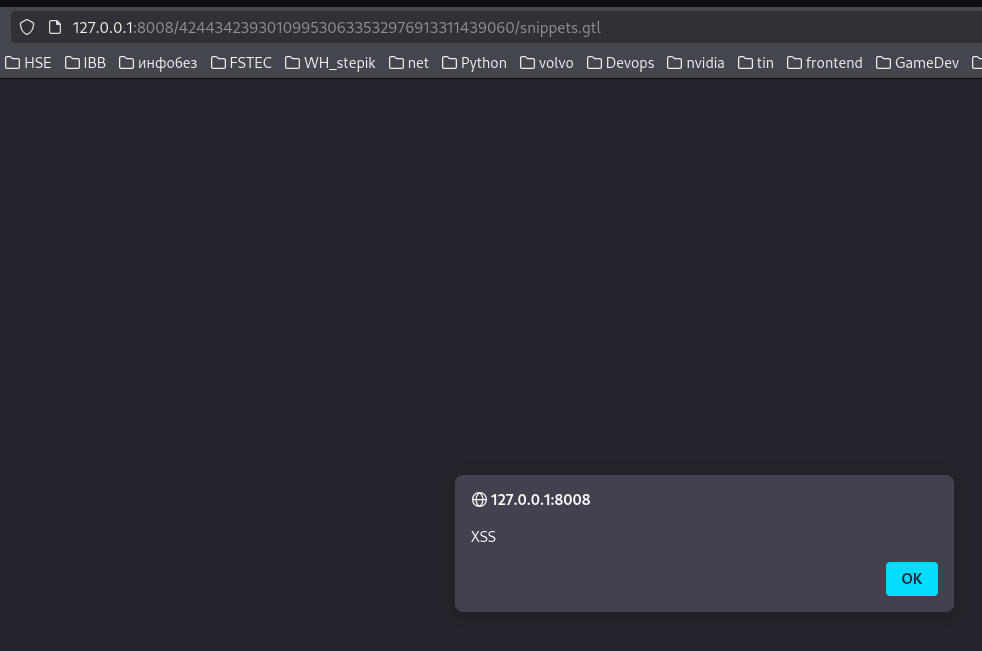 127.0.0.1:8008/424434239301099530633532976913311439060/snippets.gtl
HSE IBB инфобез FSTEC WH_stepik net Python volvo Devops nvidia tin frontend GameDev
127.0.0.1:8008
XSS
OK